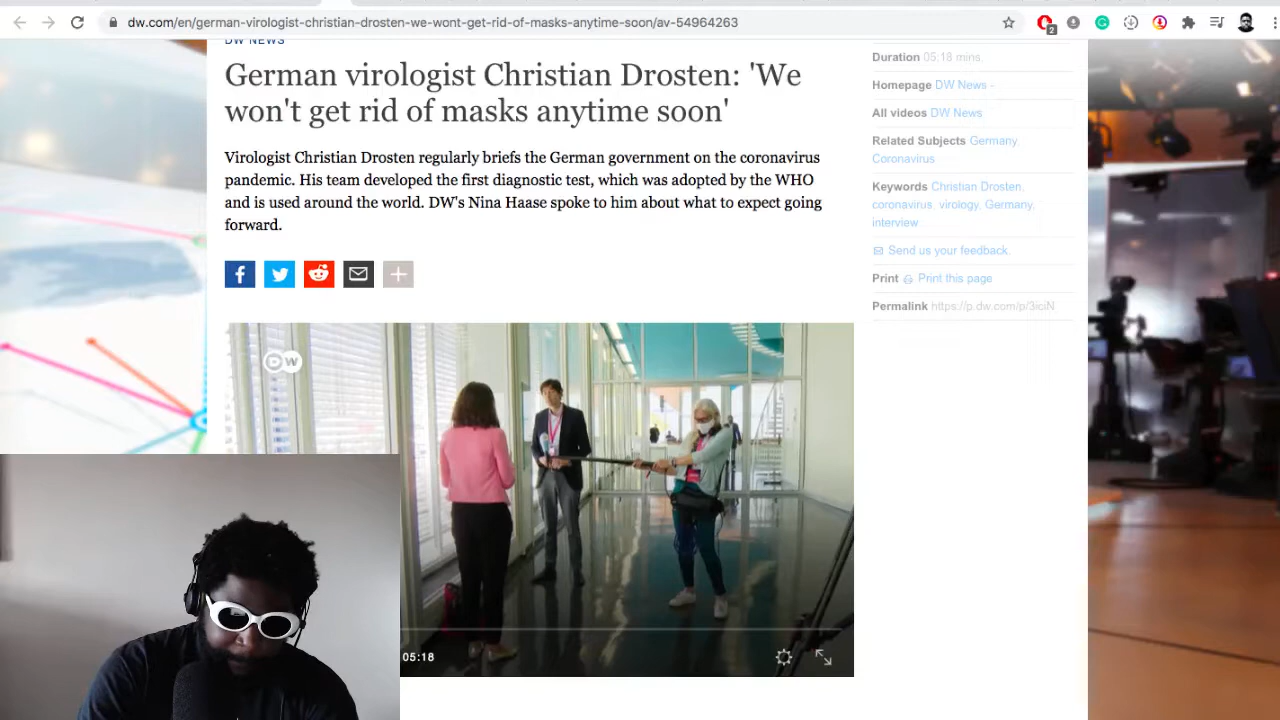 dw.com/en/german-virologist-christian-drosten-we-wont-get-rid-of-masks-anytime-soon/av-54964263
2
DW NEWS
German virologist Christian Drosten: 'We
won't get rid of masks anytime soon'
Virologist Christian Drosten regularly briefs the German government on the coronavirus
pandemic. His team developed the first diagnostic test, which was adopted by the WHO
and is used around the world. DW's Nina Haase spoke to him about what to expect going
forward.
DW
05:18
Duration 05:18 mins.
Homepage DW News -
All videos DW News
Related Subjects Germany,
Coronavirus
Keywords Christian Drosten,
coronavirus, virology, Germany,
interview
Send us your feedback.
Print Print this page
Permalink https://p.dw.com/p/3iciN